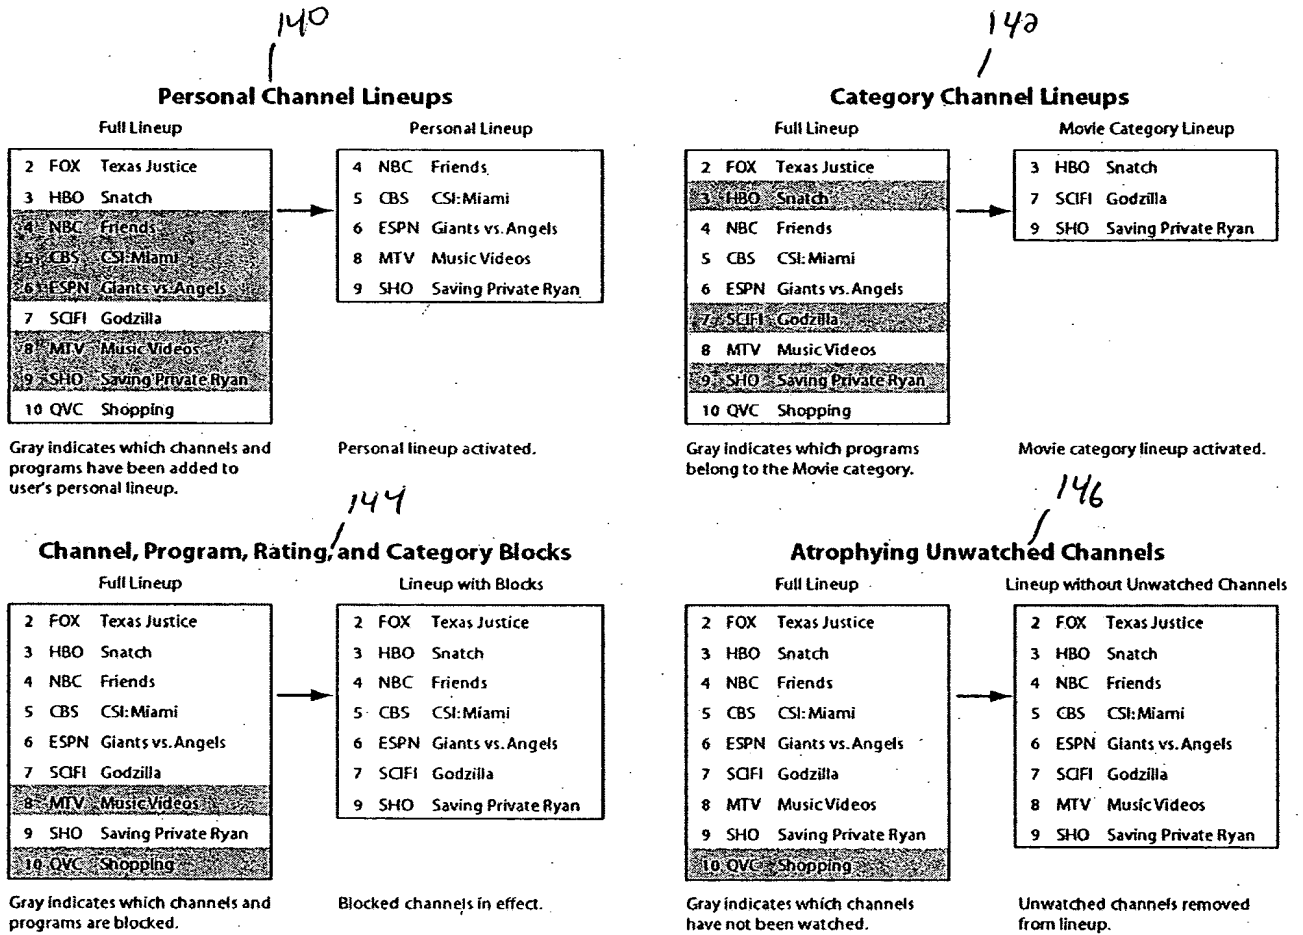 140
Personal Channel Lineups
Full Lineup
2 FOX Texas Justice
3 HBO Snatch
4 NBC Friends
5 CBS CSI: Miami
6 ESPN Giants vs. Angels
7 SCIFI Godzilla
8 MTV Music Videos
9 SHO Saving Private Ryan
10 QVC Shopping
Gray indicates which channels and
programs have been added to
user's personal lineup.
Personal Lineup
4 NBC Friends
5 CBS CSI: Miami
6 ESPN Giants vs. Angels
8 MTV Music Videos
9 SHO Saving Private Ryan
Personal lineup activated.
142
Category Channel Lineups
Full Lineup
2 FOX Texas Justice
3 HBO Snatch
4 NBC Friends
5 CBS CSI: Miami
6 ESPN Giants vs. Angels
7 SCIFI Godzilla
8 MTV Music Videos
9 SHO Saving Private Ryan
10 QVC Shopping
Gray indicates which programs
belong to the Movie category.
Movie Category Lineup
3 HBO Snatch
7 SCIFI Godzilla
9 SHO Saving Private Ryan
Movie category lineup activated.
144
Channel, Program, Rating, and Category Blocks
Full Lineup
2 FOX Texas Justice
3 HBO Snatch
4 NBC Friends
5 CBS CSI: Miami
6 ESPN Giants vs. Angels
7 SCIFI Godzilla
8 MTV Music Videos
9 SHO Saving Private Ryan
10 QVC Shopping
Gray indicates which channels and
programs are blocked.
Lineup with Blocks
2 FOX Texas Justice
3 HBO Snatch
4 NBC Friends
5 CBS CSI: Miami
6 ESPN Giants vs. Angels
7 SCIFI Godzilla
9 SHO Saving Private Ryan
Blocked channels in effect.
146
Atrophying Unwatched Channels
Full Lineup
2 FOX Texas Justice
3 HBO Snatch
4 NBC Friends
5 CBS CSI: Miami
6 ESPN Giants vs. Angels
7 SCIFI Godzilla
8 MTV Music Videos
9 SHO Saving Private Ryan
10 QVC Shopping
Gray indicates which channels
have not been watched.
Lineup without Unwatched Channels
2 FOX Texas Justice
3 HBO Snatch
4 NBC Friends
5 CBS CSI: Miami
6 ESPN Giants vs. Angels
7 SCIFI Godzilla
8 MTV Music Videos
9 SHO Saving Private Ryan
Unwatched channels removed
from lineup.